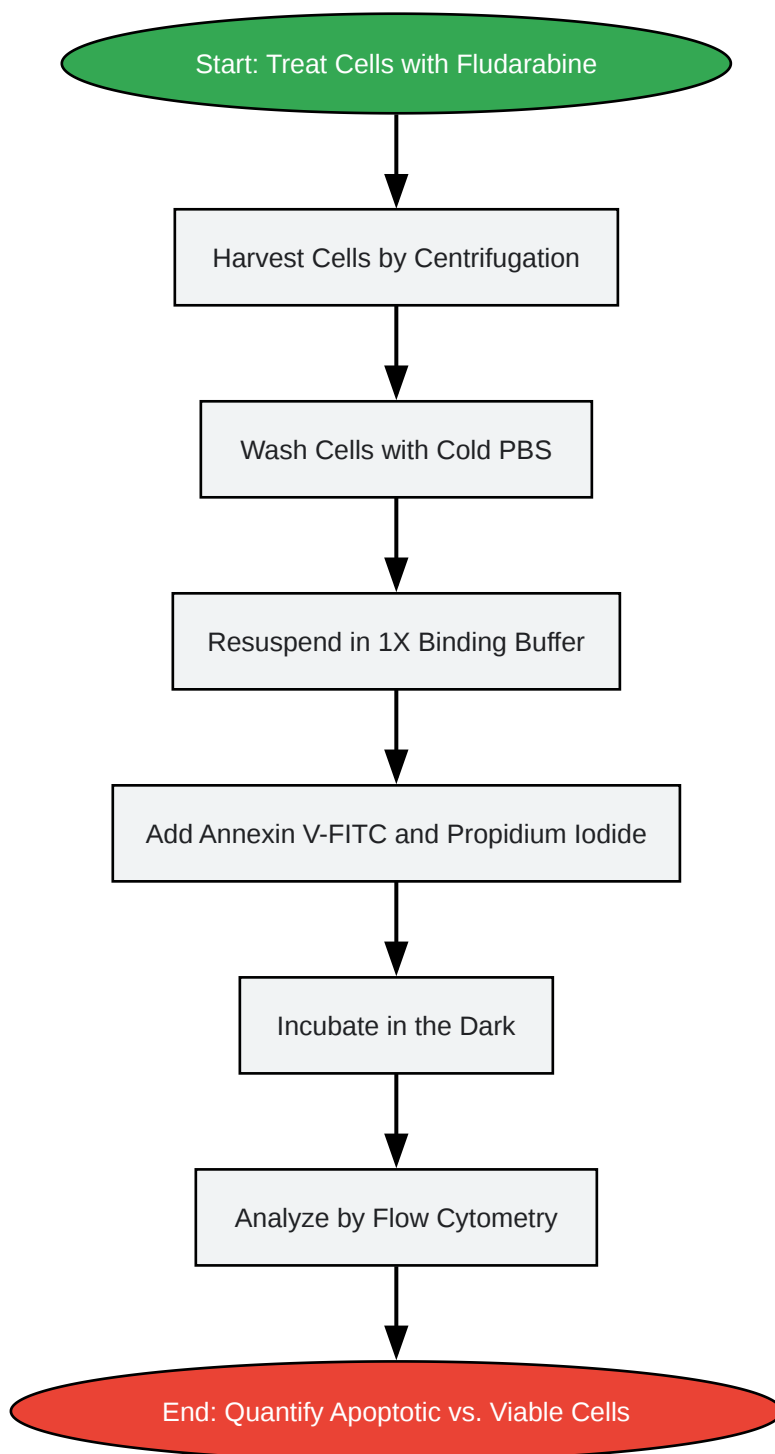 Start: Treat Cells with Fludarabine
Harvest Cells by Centrifugation
Wash Cells with Cold PBS
Resuspend in 1X Binding Buffer
Add Annexin V-FITC and Propidium Iodide
Incubate in the Dark
Analyze by Flow Cytometry
End: Quantify Apoptotic vs. Viable Cells